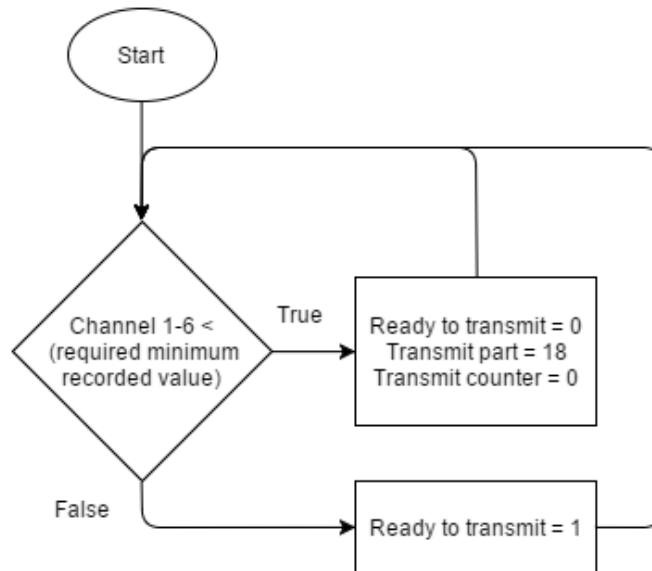 Start
Channel 1-6 <
(required minimum
recorded value)
True
Ready to transmit = 0
Transmit part = 18
Transmit counter = 0
False
Ready to transmit = 1